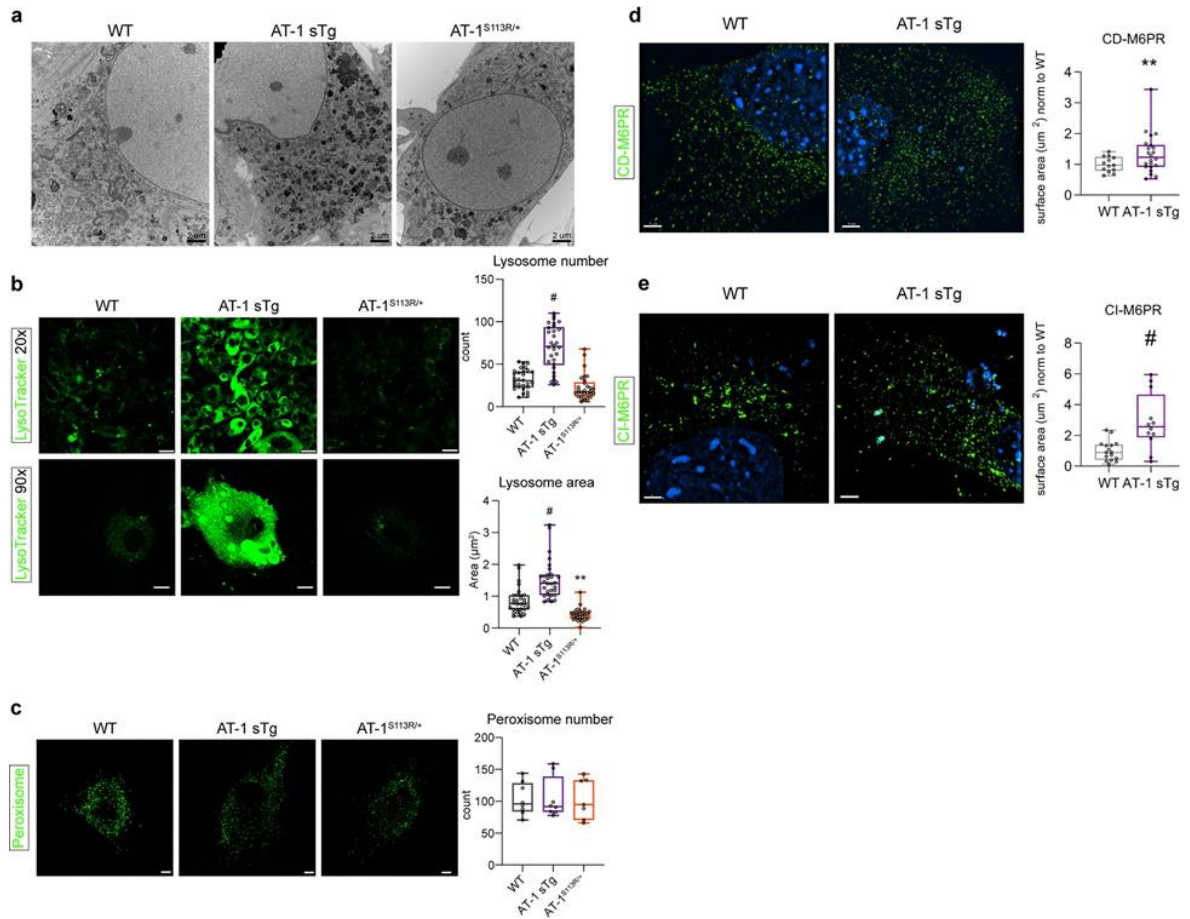 a
WT
AT-1 sTg
AT-1S113R/+
2 um
2 um
2 um
b
WT
AT-1 sTg
AT-1S113R/+
LysoTracker 20x
LysoTracker 90x
Lysosome number
count
150
100
50
0
#
WT
AT-1 sTg
AT-1S113R/+
Lysosome area
Area (µm²)
4
3
2
1
0
#
**
WT
AT-1 sTg
AT-1S113R/+
c
WT
AT-1 sTg
AT-1S113R/+
Peroxisome
Peroxisome number
count
200
150
100
50
0
WT
AT-1 sTg
AT-1S113R/+
d
WT
AT-1 sTg
CD-M6PR
CD-M6PR
surface area (um ²) norm to WT
4
3
2
1
0
**
WT AT-1 sTg
e
WT
AT-1 sTg
CI-M6PR
CI-M6PR
surface area (um ²) norm to WT
8
6
4
2
0
#
WT AT-1 sTg